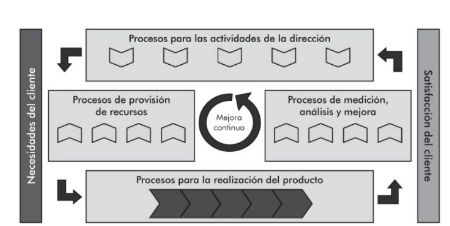 Necesidades del cliente
Procesos para las actividades de la dirección
Procesos de provisión
de recursos
Mejora
continua
Procesos de medición,
análisis y mejora
Procesos para la realización del producto
Satisfacción del cliente